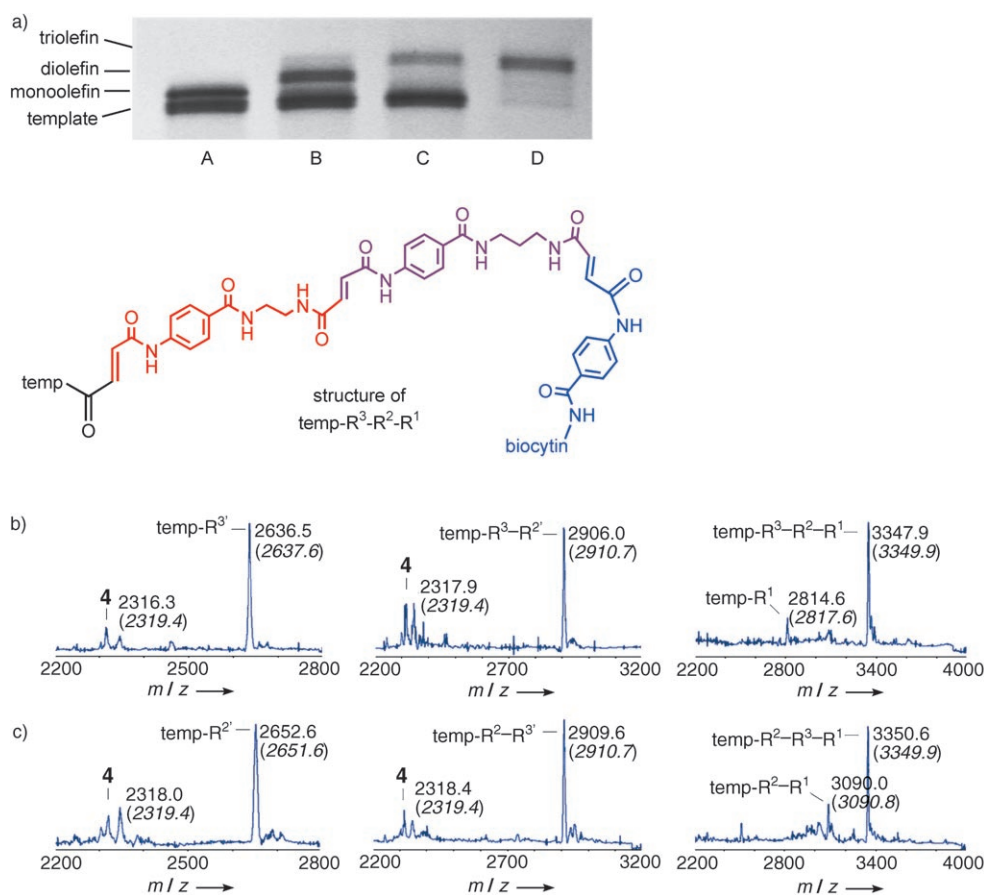 a)
triolefin
diolefin
monoolefin
template
A B C D
O
O
O
N
H
N
H
H
N
O
O
N
H
O
N
H
H
N
O
O
NH
O
NH
temp
O
biocytin
structure of
temp-R³-R²-R¹
b)
temp-R³'
2636.5
(2637.6)
4
2316.3
(2319.4)
2200 2500 2800
m / z
temp-R³–R²'
2906.0
(2910.7)
4
2317.9
(2319.4)
2200 2700 3200
m / z
temp-R³–R²–R¹
3347.9
(3349.9)
temp-R¹
2814.6
(2817.6)
2200 2800 3400 4000
m / z
c)
temp-R²'
2652.6
(2651.6)
4
2318.0
(2319.4)
2200 2500 2800
m / z
temp-R²–R³'
2909.6
(2910.7)
4
2318.4
(2319.4)
2200 2700 3200
m / z
temp-R²–R³–R¹
3350.6
(3349.9)
temp-R²–R¹
3090.0
(3090.8)
2200 2800 3400 4000
m / z